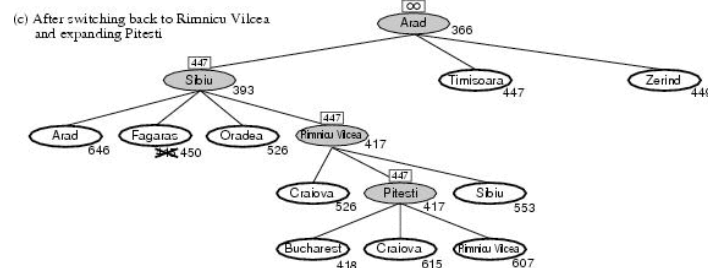 (c) After switching back to Rimnicu Vilcea
and expanding Pitesti
∞
Arad
366
447
Sibiu
393
Timisoara
447
Zerind
449
Arad
646
Fagaras
415 450
Oradea
526
447
Rimnicu Vilcea
417
Craiova
526
447
Pitesti
417
Sibiu
553
Bucharest
418
Craiova
615
Rimnicu Vilcea
607